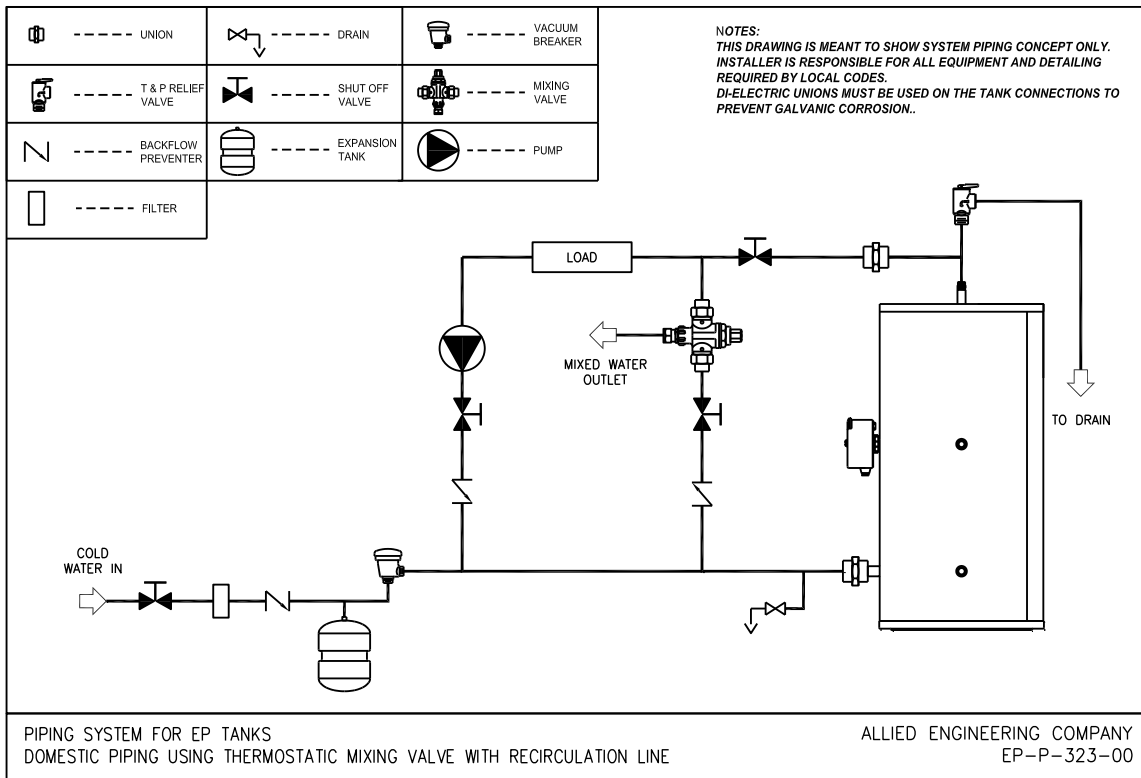 UNION
DRAIN
VACUUM
BREAKER
T & P RELIEF
VALVE
SHUT OFF
VALVE
MIXING
VALVE
BACKFLOW
PREVENTER
EXPANSION
TANK
PUMP
FILTER
NOTES:
THIS DRAWING IS MEANT TO SHOW SYSTEM PIPING CONCEPT ONLY.
INSTALLER IS RESPONSIBLE FOR ALL EQUIPMENT AND DETAILING
REQUIRED BY LOCAL CODES.
DI-ELECTRIC UNIONS MUST BE USED ON THE TANK CONNECTIONS TO
PREVENT GALVANIC CORROSION..
LOAD
MIXED WATER
OUTLET
TO DRAIN
COLD
WATER IN
PIPING SYSTEM FOR EP TANKS
DOMESTIC PIPING USING THERMOSTATIC MIXING VALVE WITH RECIRCULATION LINE
ALLIED ENGINEERING COMPANY
EP-P-323-00